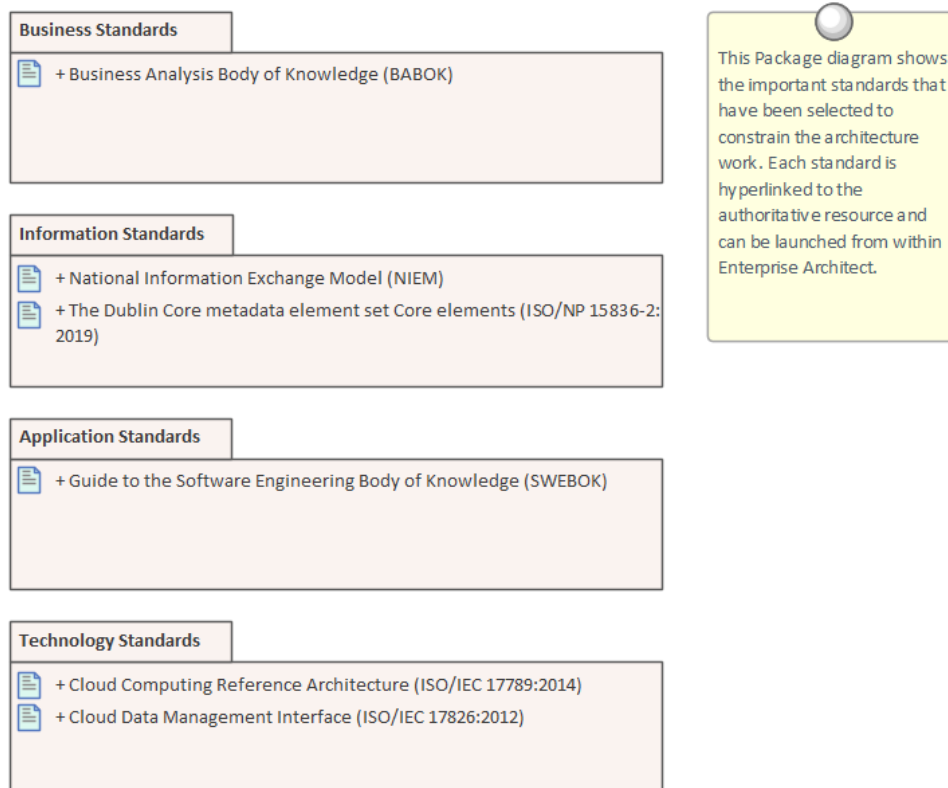 Business Standards
+ Business Analysis Body of Knowledge (BABOK)
This Package diagram shows
the important standards that
have been selected to
constrain the architecture
work. Each standard is
hyperlinked to the
authoritative resource and
can be launched from within
Enterprise Architect.
Information Standards
+ National Information Exchange Model (NIEM)
+ The Dublin Core metadata element set Core elements (ISO/NP 15836-2:
2019)
Application Standards
+ Guide to the Software Engineering Body of Knowledge (SWEBOK)
Technology Standards
+ Cloud Computing Reference Architecture (ISO/IEC 17789:2014)
+ Cloud Data Management Interface (ISO/IEC 17826:2012)